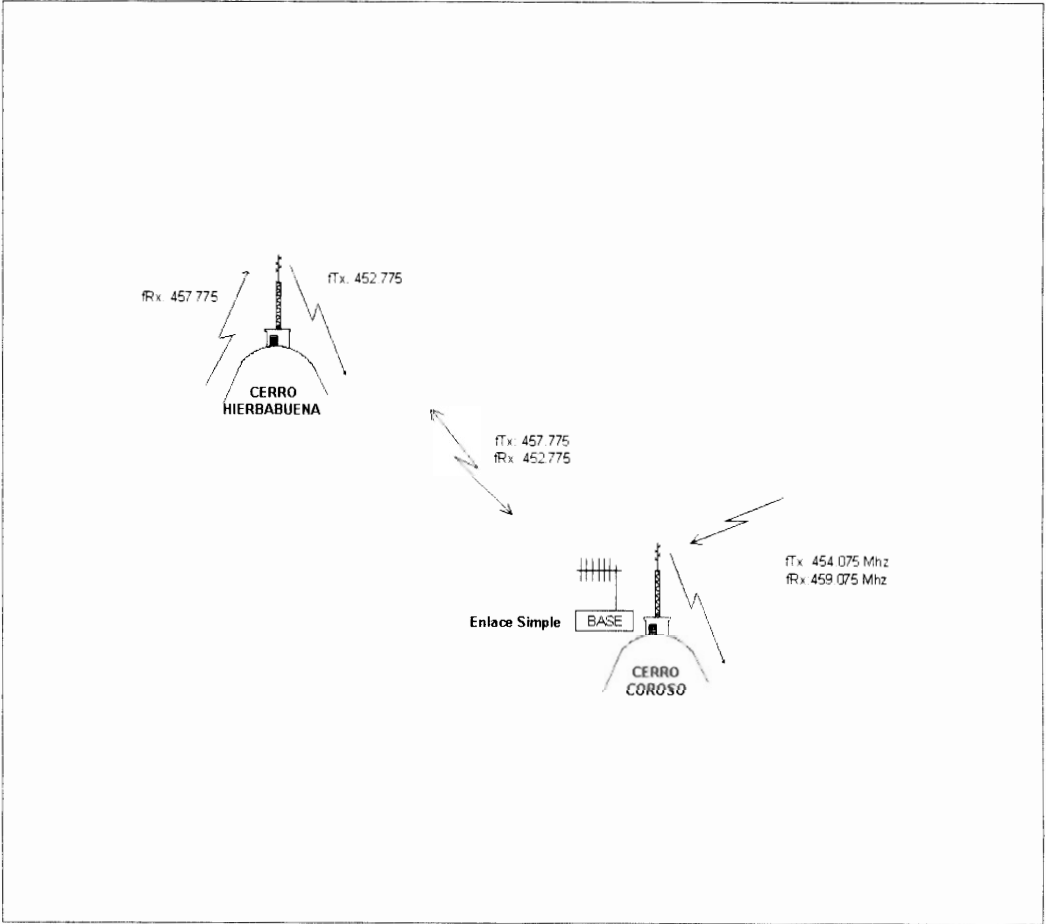 fTx: 452.775
fRx: 457.775
CERRO
HIERBABUENA
fTx: 457.775
fRx: 452.775
fTx: 454.075 Mhz
fRx: 459.075 Mhz
Enlace Simple
BASE
CERRO
COROSO